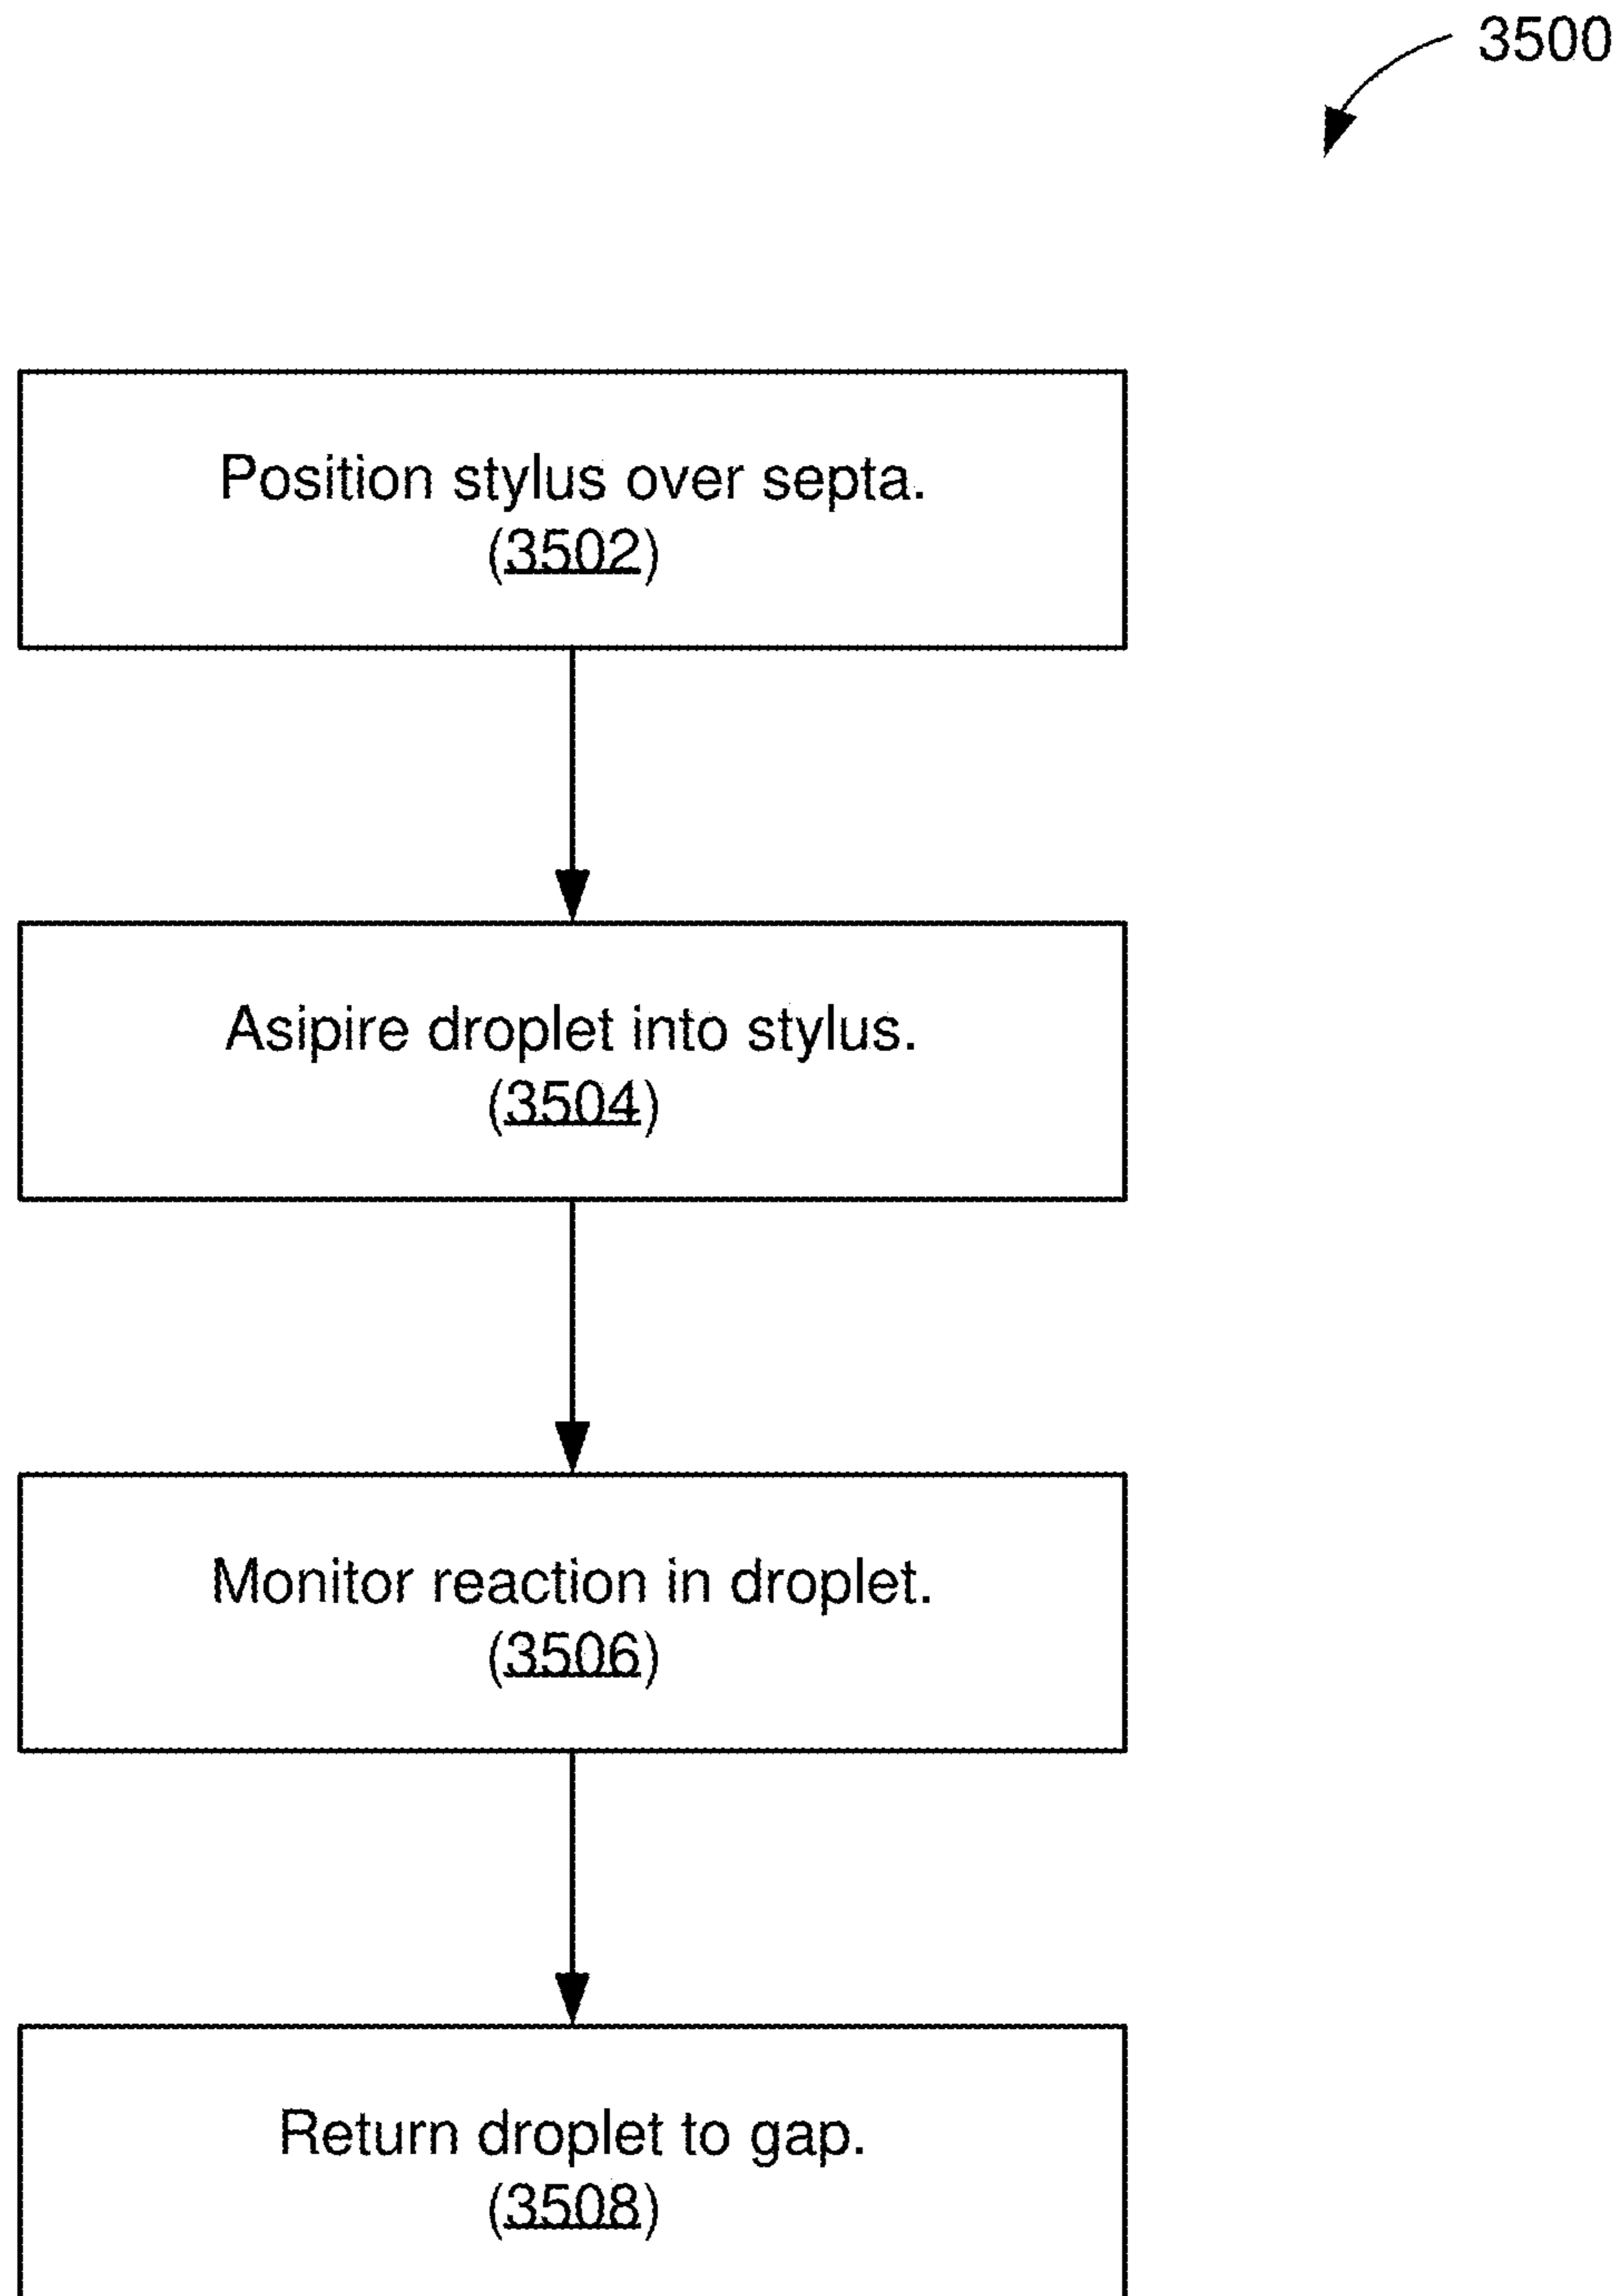 3500
Position stylus over septa.
(3502)
Asipire droplet into stylus.
(3504)
Monitor reaction in droplet.
(3506)
Return droplet to gap.
(3508)